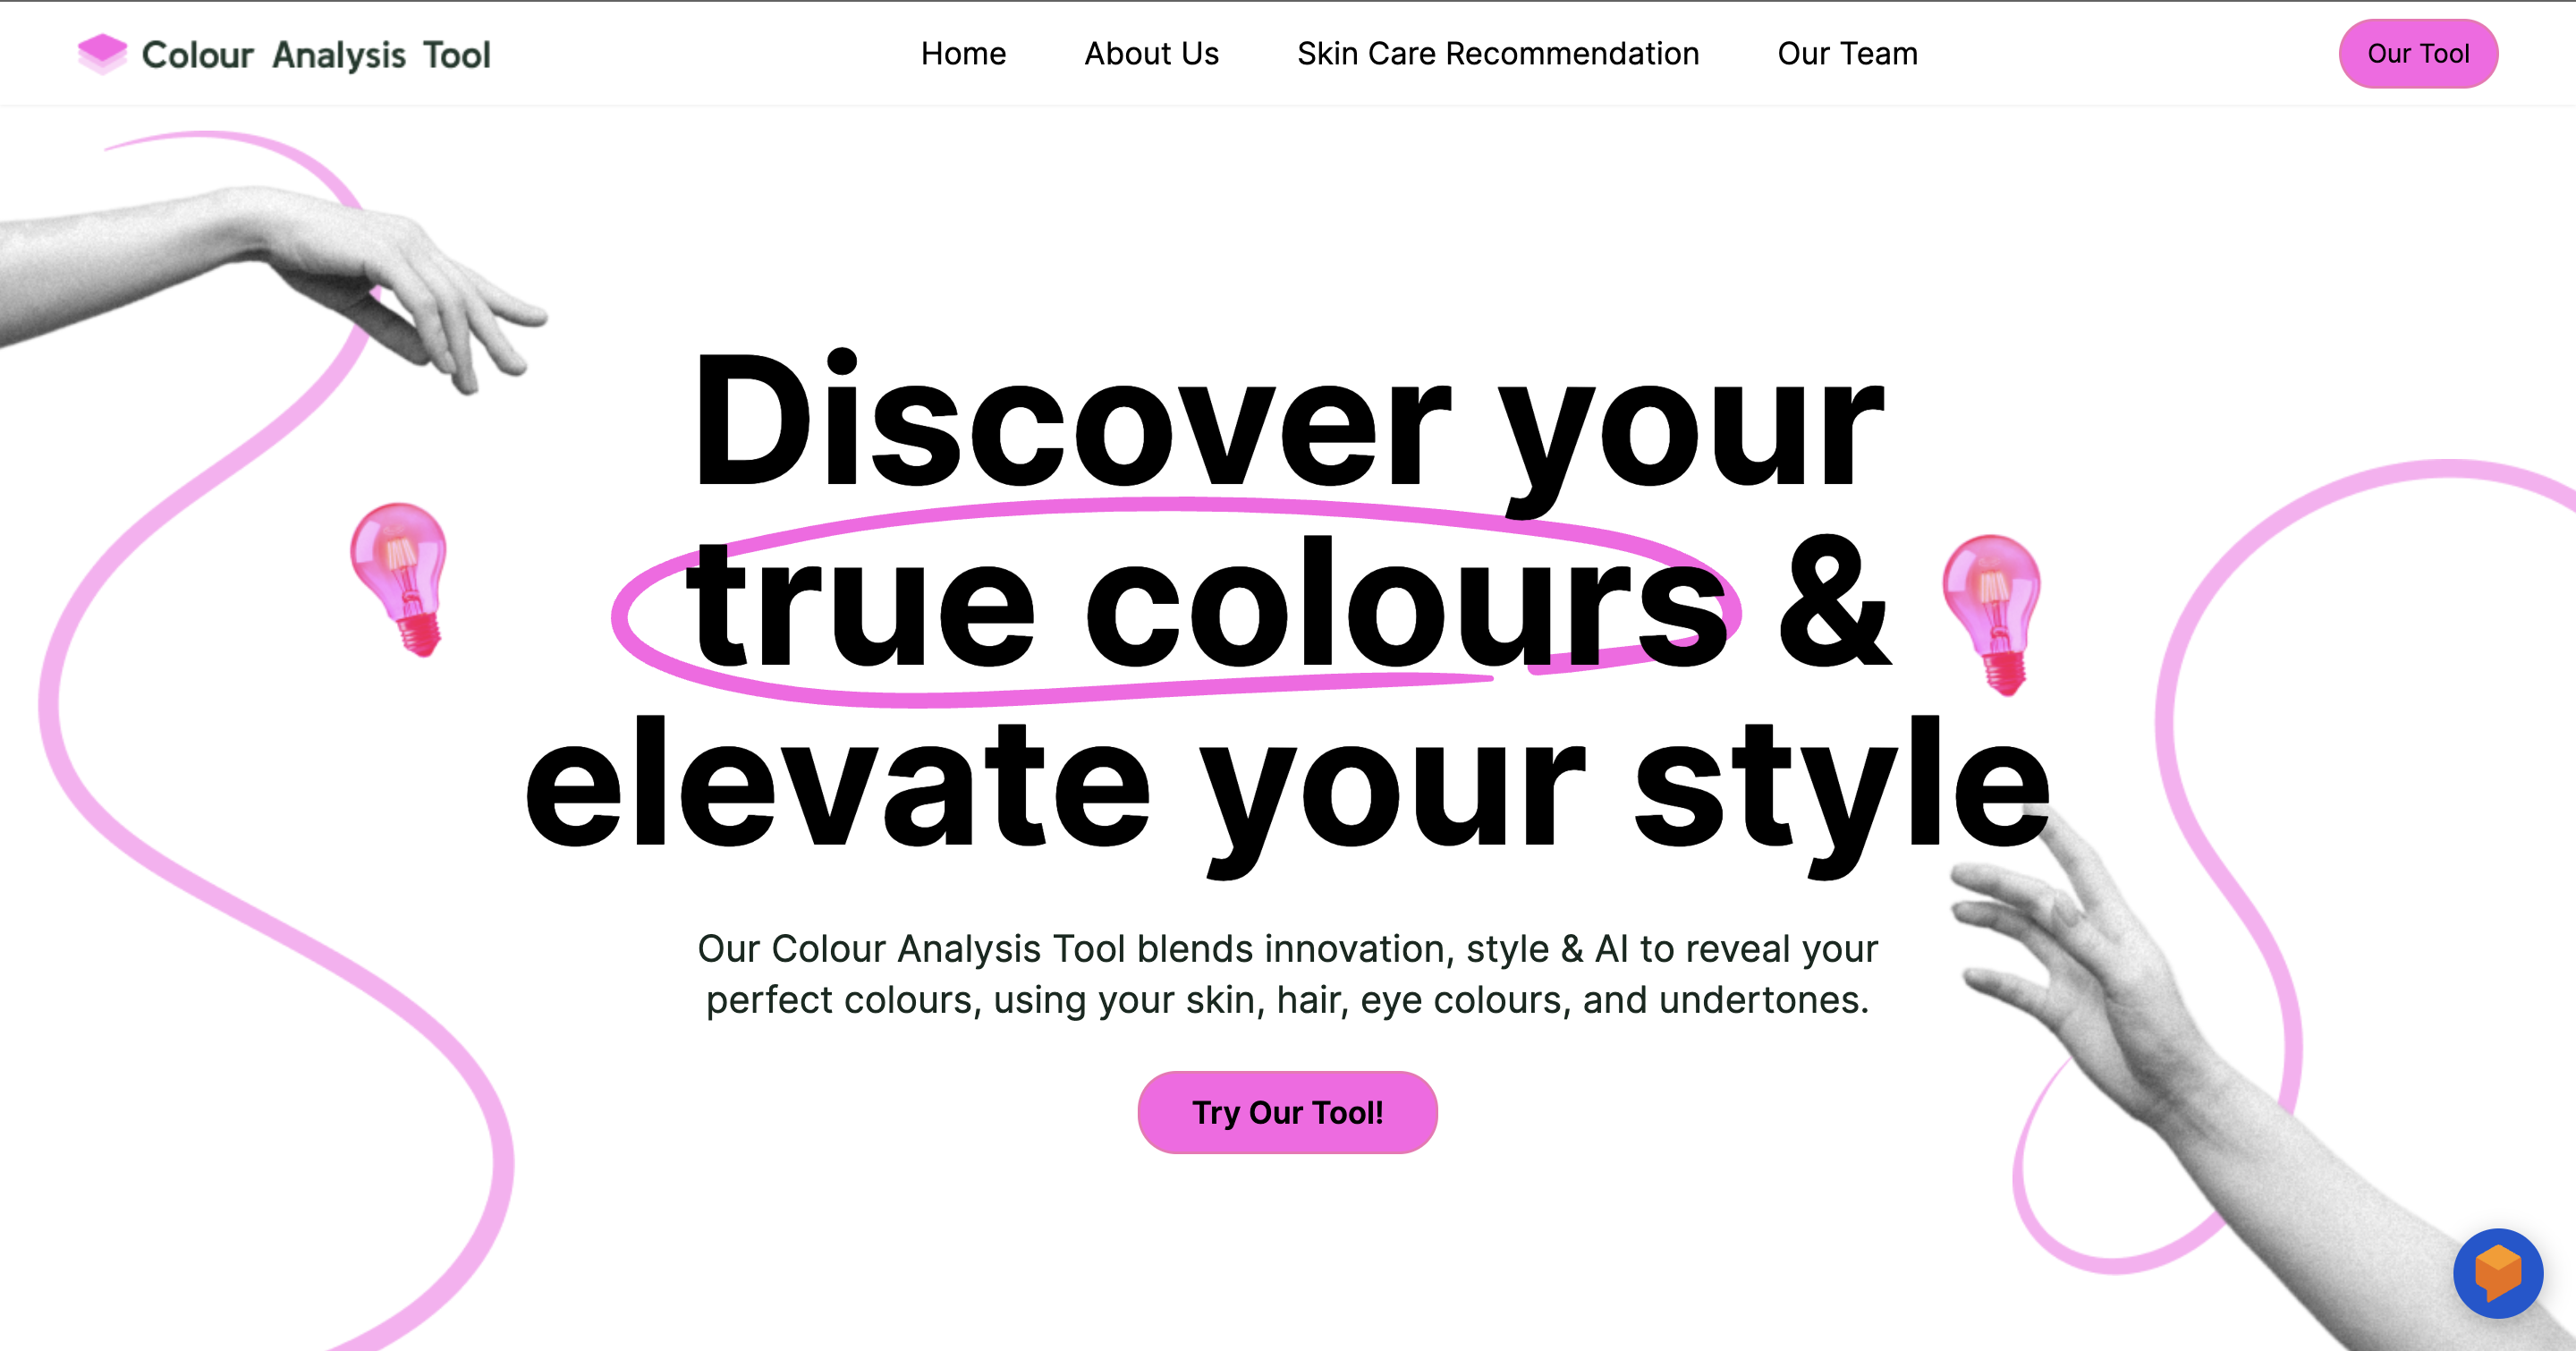 Colour Analysis Tool
Home
About Us
Skin Care Recommendation
Our Team
Our Tool
Discover your
true colours &
elevate your style
Our Colour Analysis Tool blends innovation, style & AI to reveal your
perfect colours, using your skin, hair, eye colours, and undertones.
Try Our Tool!